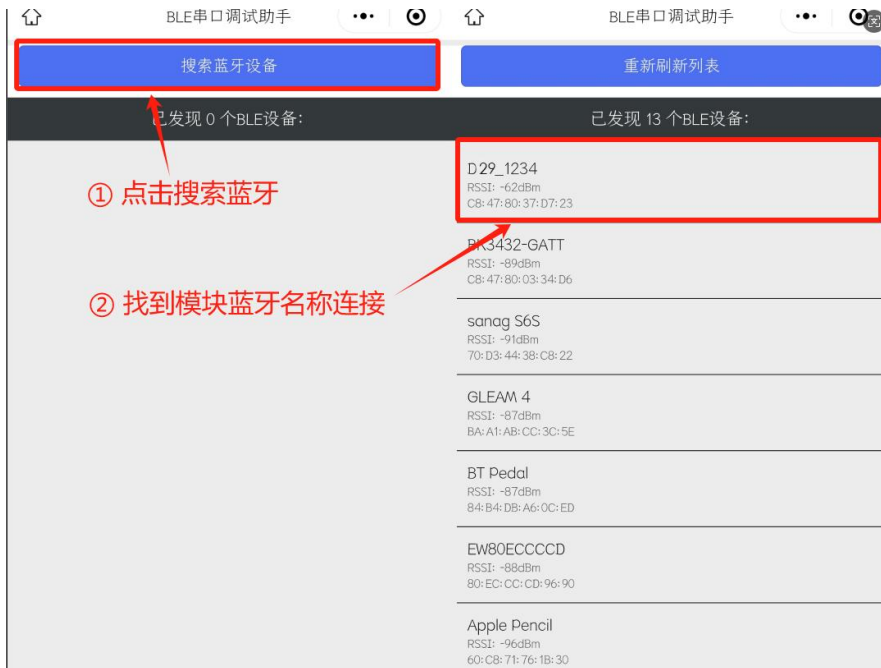 BLE串口调试助手
搜索蓝牙设备
已发现 0 个BLE设备:
① 点击搜索蓝牙
② 找到模块蓝牙名称连接
BLE串口调试助手
重新刷新列表
已发现 13 个BLE设备:
D29_1234
RSSI: -62dBm
C8:47:80:37:D7:23
BK3432-GATT
RSSI: -89dBm
C8:47:80:03:34:D6
sanag S6S
RSSI: -91dBm
70:D3:44:38:C8:22
GLEAM 4
RSSI: -87dBm
BA:A1:AB:CC:3C:5E
BT Pedal
RSSI: -87dBm
84:B4:DB:A6:0C:ED
EW80ECCCCD
RSSI: -88dBm
80:EC:CC:CD:96:90
Apple Pencil
RSSI: -96dBm
60:C8:71:76:1B:30